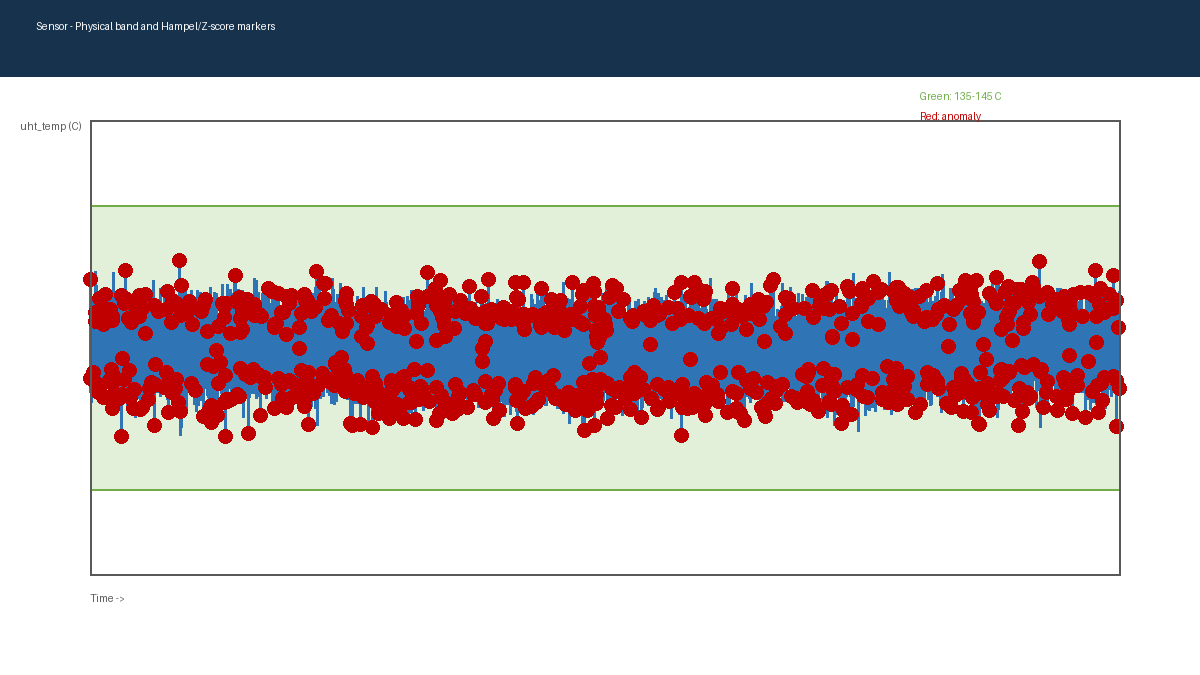 Sensor - Physical band and Hampel/Z-score markers
Green: 135-145 C
Red: anomaly
uht_temp (C)
Time ->